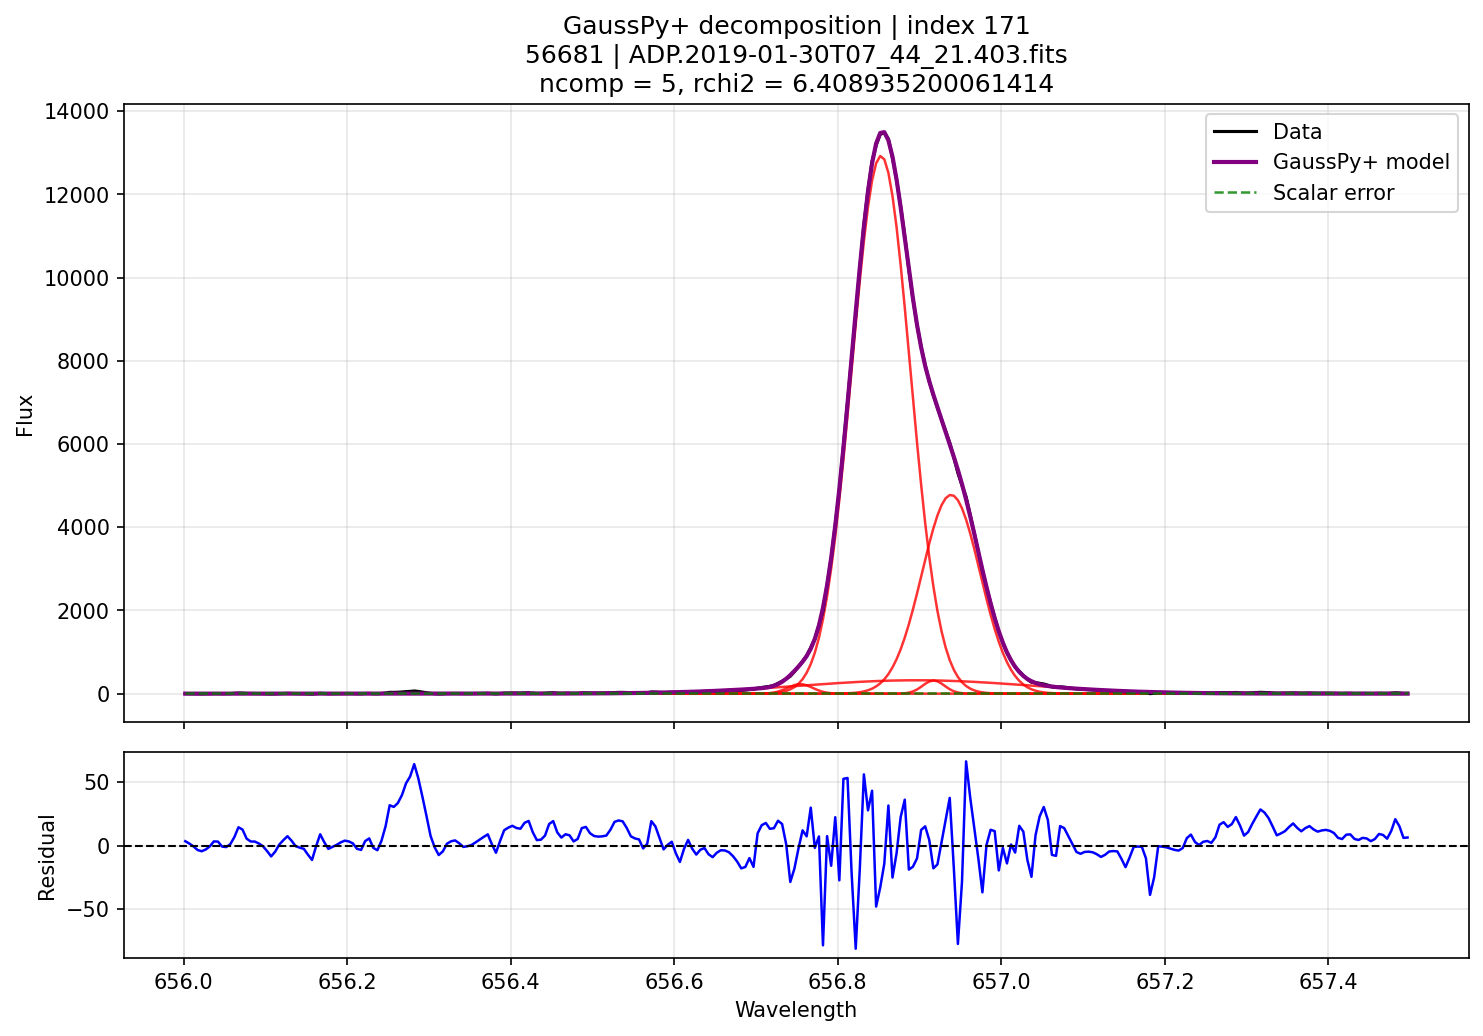 GaussPy+ decomposition | index 171
56681 | ADP.2019-01-30T07_44_21.403.fits
ncomp = 5, rchi2 = 6.408935200061414
14000
12000
10000
8000
6000
4000
2000
0
Flux
Data
GaussPy+ model
Scalar error
50
0
−50
Residual
656.0
656.2
656.4
656.6
656.8
657.0
657.2
657.4
Wavelength